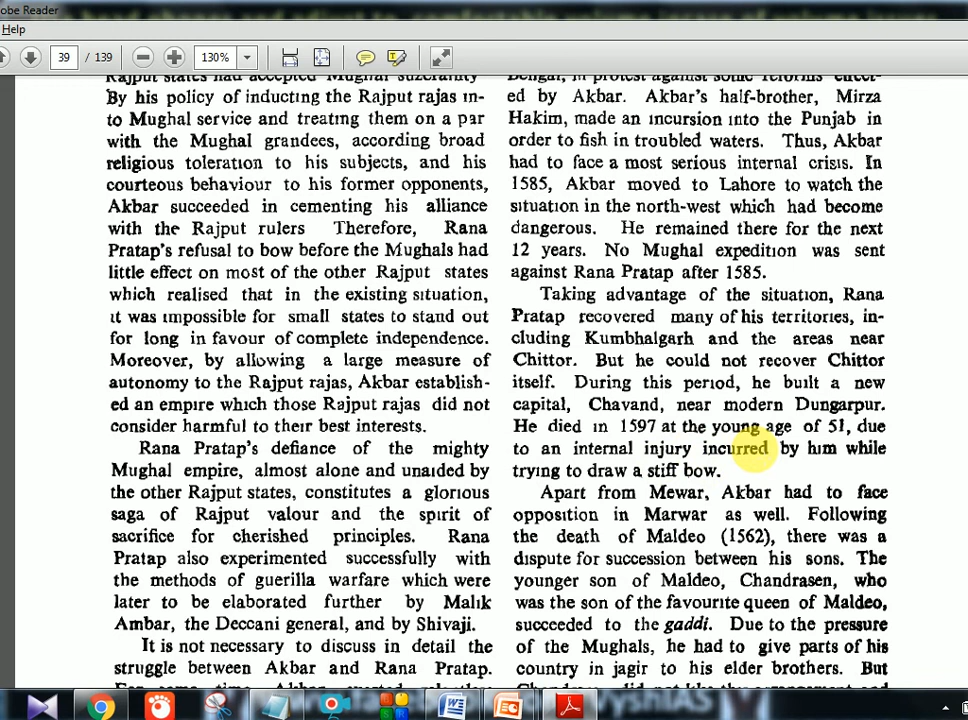 obe Reader
Help
39 / 139
130%
Rajput states had accepted Mughal suzerainty
By his policy of inducting the Rajput rajas in-
to Mughal service and treating them on a par
with the Mughal grandees, according broad
religious toleration to his subjects, and his
courteous behaviour to his former opponents,
Akbar succeeded in cementing his alliance
with the Rajput rulers Therefore, Rana
Pratap's refusal to bow before the Mughals had
little effect on most of the other Rajput states
which realised that in the existing situation,
it was impossible for small states to stand out
for long in favour of complete independence.
Moreover, by allowing a large measure of
autonomy to the Rajput rajas, Akbar establish-
ed an empire which those Rajput rajas did not
consider harmful to their best interests.
Rana Pratap's defiance of the mighty
Mughal empire, almost alone and unaided by
the other Rajput states, constitutes a glorious
saga of Rajput valour and the spirit of
sacrifice for cherished principles. Rana
Pratap also experimented successfully with
the methods of guerilla warfare which were
later to be elaborated further by Malik
Ambar, the Deccani general, and by Shivaji.
It is not necessary to discuss in detail the
struggle between Akbar and Rana Pratap.
Bengal, in protest against some reforms effect-
ed by Akbar. Akbar's half-brother, Mirza
Hakim, made an incursion into the Punjab in
order to fish in troubled waters. Thus, Akbar
had to face a most serious internal crisis. In
1585, Akbar moved to Lahore to watch the
situation in the north-west which had become
dangerous. He remained there for the next
12 years. No Mughal expedition was sent
against Rana Pratap after 1585.
Taking advantage of the situation, Rana
Pratap recovered many of his territories, in-
cluding Kumbhalgarh and the areas near
Chittor. But he could not recover Chittor
itself. During this period, he built a new
capital, Chavand, near modern Dungarpur.
He died in 1597 at the young age of 51, due
to an internal injury incurred by him while
trying to draw a stiff bow.
Apart from Mewar, Akbar had to face
opposition in Marwar as well. Following
the death of Maldeo (1562), there was a
dispute for succession between his sons. The
younger son of Maldeo, Chandrasen, who
was the son of the favourite queen of Maldeo,
succeeded to the gaddi. Due to the pressure
of the Mughals, he had to give parts of his
country in jagir to his elder brothers. But